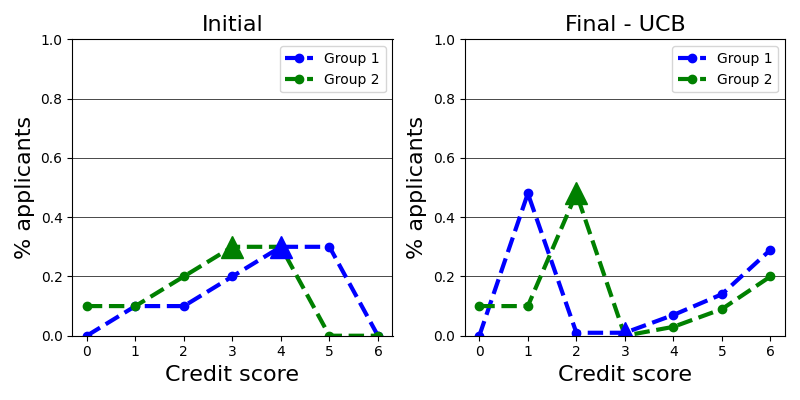 Initial
% applicants
1.0
0.8
0.6
0.4
0.2
0.0
Group 1
Group 2
0 1 2 3 4 5 6
Credit score
Final - UCB
% applicants
1.0
0.8
0.6
0.4
0.2
0.0
Group 1
Group 2
0 1 2 3 4 5 6
Credit score